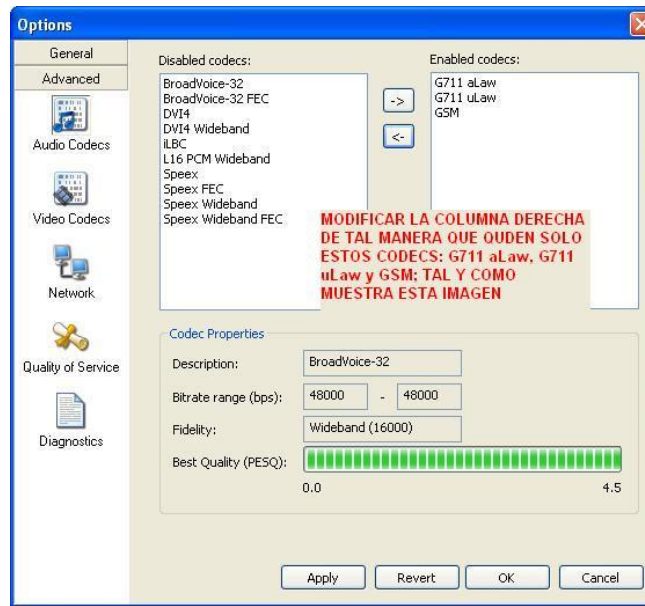 Options
General
Advanced
Audio Codecs
Video Codecs
Network
Quality of Service
Diagnostics
Disabled codecs:
BroadVoice-32
BroadVoice-32 FEC
DVI4
DVI4 Wideband
iLBC
L16 PCM Wideband
Speex
Speex FEC
Speex Wideband
Speex Wideband FEC
->
<-
Enabled codecs:
G711 aLaw
G711 uLaw
GSM
MODIFICAR LA COLUMNA DERECHA
DE TAL MANERA QUE QUDEN SOLO
ESTOS CODECS: G711 aLaw, G711
uLaw y GSM; TAL Y COMO
MUESTRA ESTA IMAGEN
Codec Properties
Description: BroadVoice-32
Bitrate range (bps): 48000 - 48000
Fidelity: Wideband (16000)
Best Quality (PESQ):
0.0 4.5
Apply Revert OK Cancel